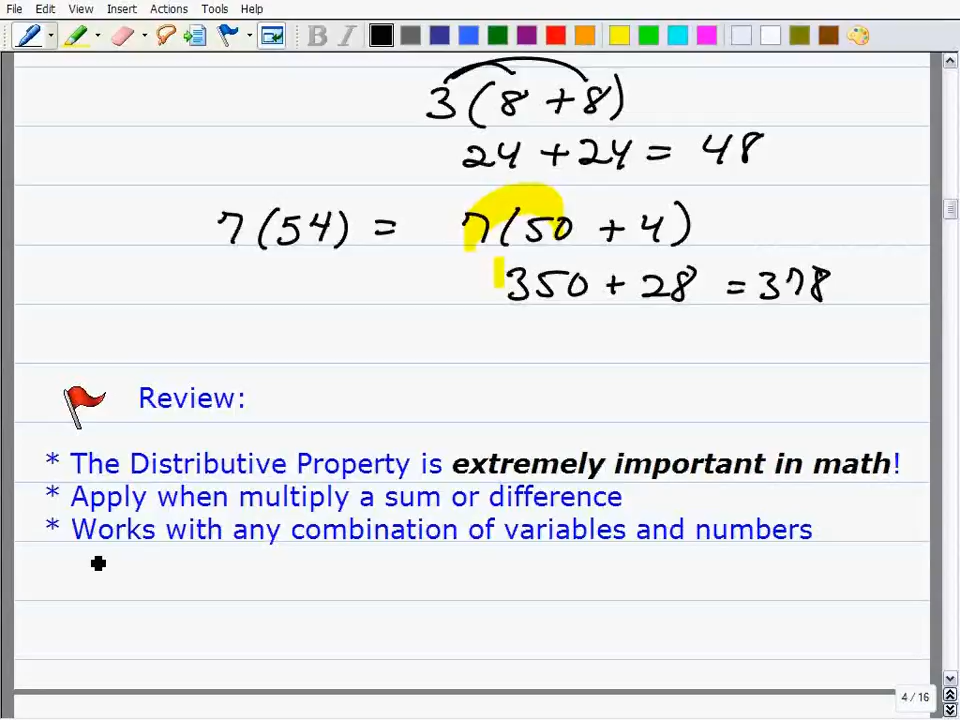 File Edit View Insert Actions Tools Help
B I
3(8 + 8)
24 + 24 = 48
7(54) = 7(50 + 4)
350 + 28 = 378
Review:
* The Distributive Property is extremely important in math!
* Apply when multiply a sum or difference
* Works with any combination of variables and numbers
4 / 16